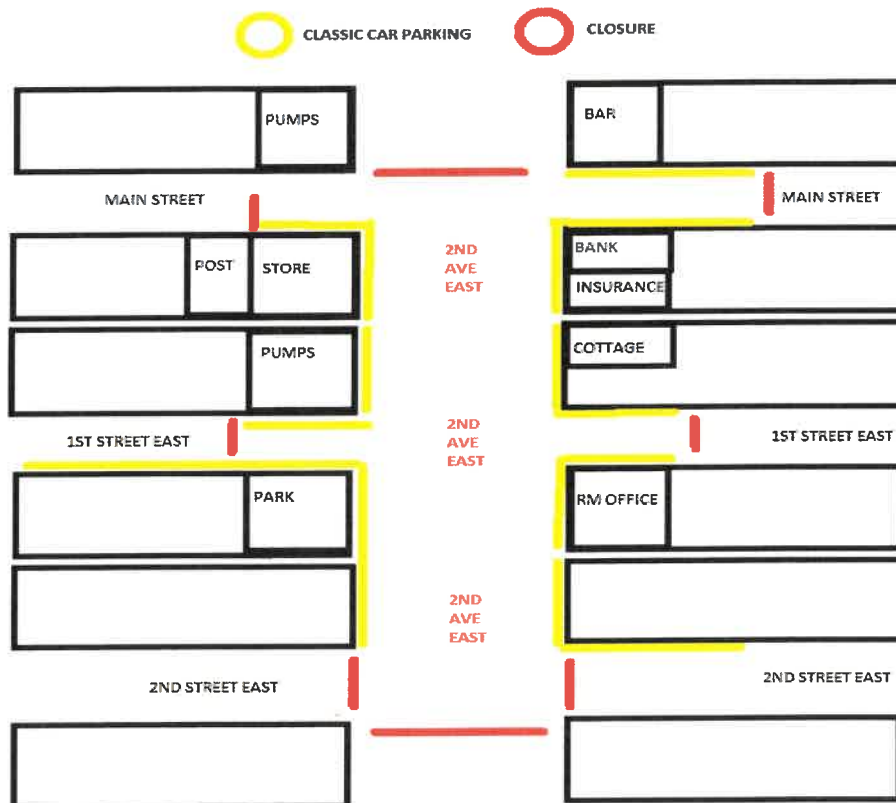 CLASSIC CAR PARKING
CLOSURE
PUMPS
BAR
MAIN STREET
MAIN STREET
POST
STORE
2ND
AVE
EAST
BANK
INSURANCE
PUMPS
COTTAGE
1ST STREET EAST
2ND
AVE
EAST
1ST STREET EAST
PARK
RM OFFICE
2ND
AVE
EAST
2ND STREET EAST
2ND STREET EAST